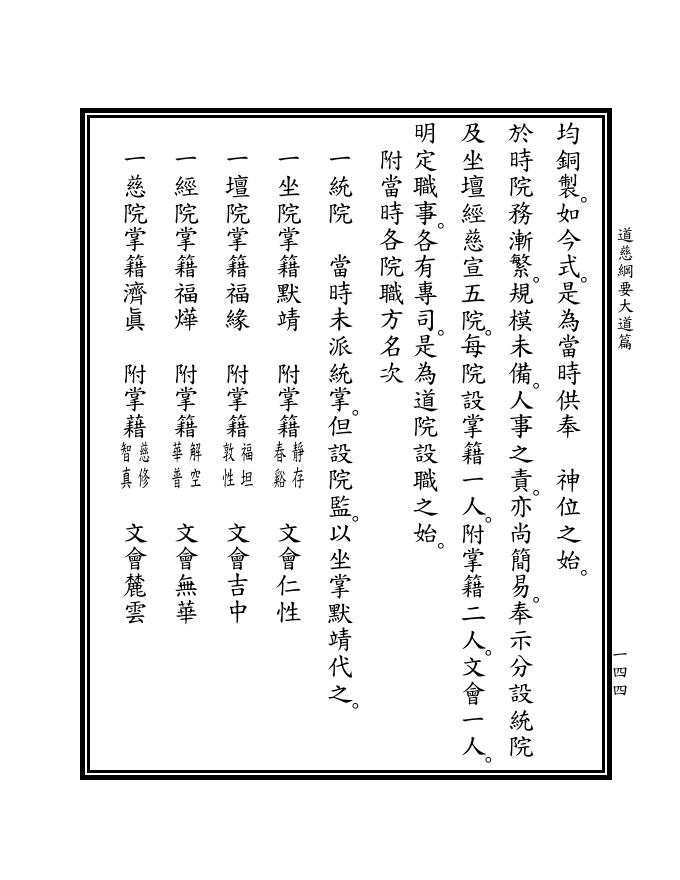 道慈綱要大道篇
一四四
均銅製。如今式。是為當時供奉　神位之始。
於時院務漸繁。規模未備。人事之責。亦尚簡易。奉示分設統院
及坐壇經慈宣五院。每院設掌籍一人。附掌籍二人。文會一人。
明定職事。各有專司。是為道院設職之始。
附當時各院職方名次
一統院　當時未派統掌。但設院監。以坐掌默靖代之。
一坐院掌籍默靖　附掌籍靜存春谿　文會仁性
一壇院掌籍福緣　附掌籍福坦敦性　文會吉中
一經院掌籍福燁　附掌籍解空華普　文會無華
一慈院掌籍濟眞　附掌藉慈修智真　文會麓雲